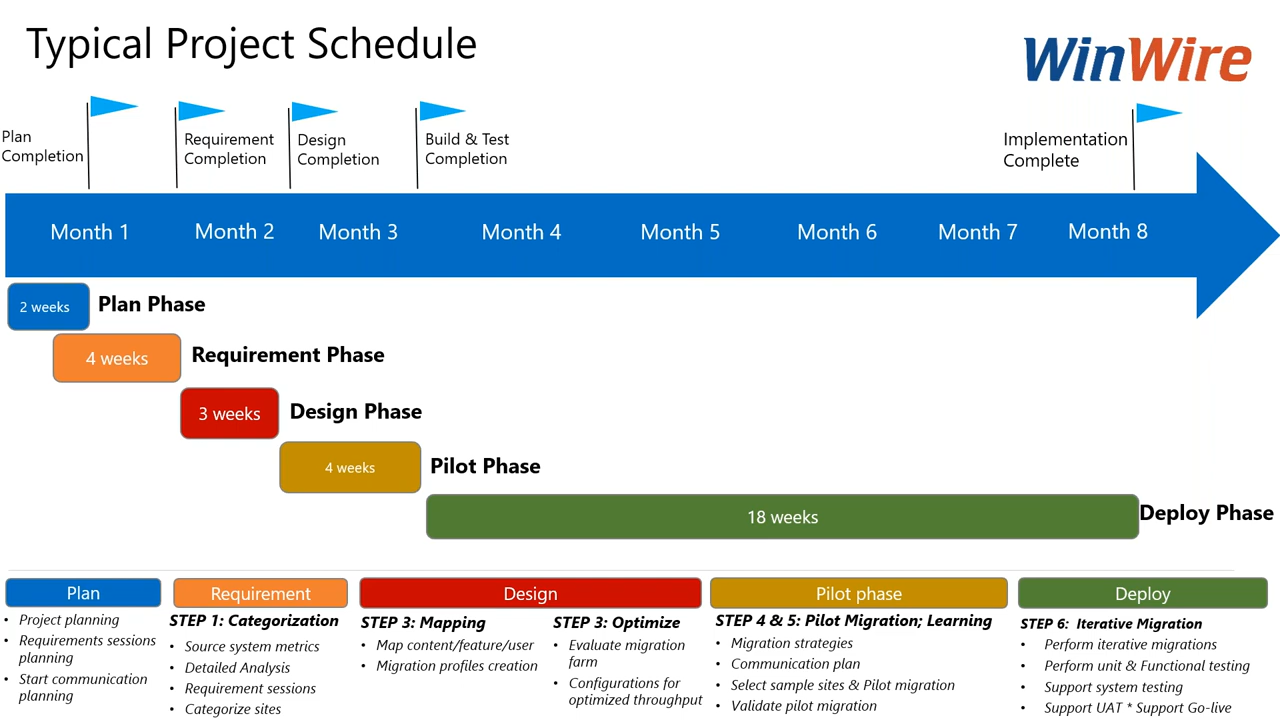 Typical Project Schedule
WinWire
Plan
Completion
Requirement
Completion
Design
Completion
Build & Test
Completion
Implementation
Complete
Month 1
Month 2
Month 3
Month 4
Month 5
Month 6
Month 7
Month 8
2 weeks
Plan Phase
4 weeks
Requirement Phase
3 weeks
Design Phase
4 weeks
Pilot Phase
18 weeks
Deploy Phase
Plan
• Project planning
• Requirements sessions
planning
• Start communication
planning
Requirement
STEP 1: Categorization
• Source system metrics
• Detailed Analysis
• Requirement sessions
• Categorize sites
Design
STEP 3: Mapping
• Map content/feature/user
• Migration profiles creation
STEP 3: Optimize
• Evaluate migration
farm
• Configurations for
optimized throughput
Pilot phase
STEP 4 & 5: Pilot Migration; Learning
• Migration strategies
• Communication plan
• Select sample sites & Pilot migration
• Validate pilot migration
Deploy
STEP 6: Iterative Migration
• Perform iterative migrations
• Perform unit & Functional testing
• Support system testing
• Support UAT * Support Go-live